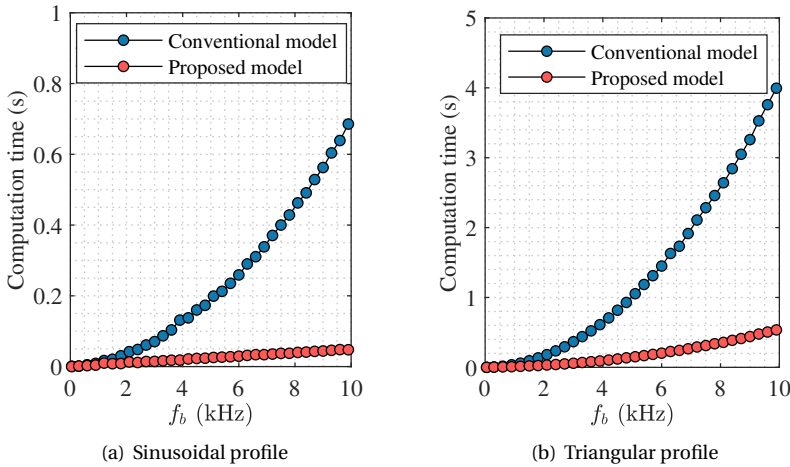 Conventional model
Proposed model
Computation time (s)
1
0.8
0.6
0.4
0.2
0
0 2 4 6 8 10
f_b (kHz)
(a) Sinusoidal profile
Conventional model
Proposed model
Computation time (s)
5
4
3
2
1
0
0 2 4 6 8 10
f_b (kHz)
(b) Triangular profile